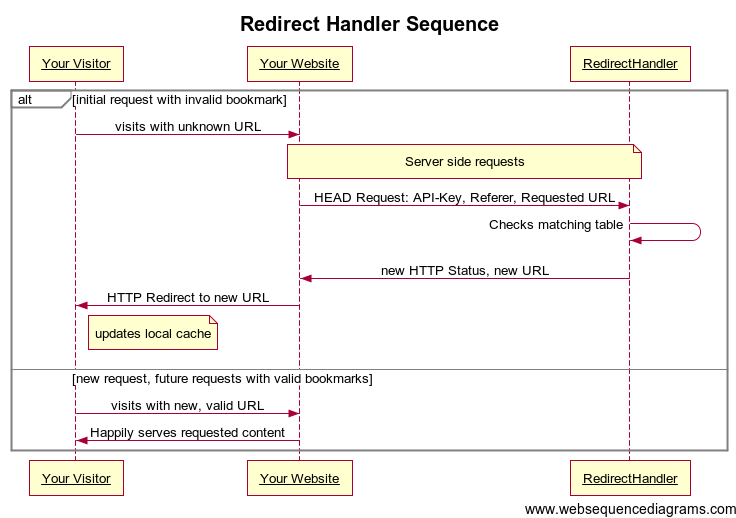 Redirect Handler Sequence
Your Visitor
Your Website
RedirectHandler
alt
[initial request with invalid bookmark]
visits with unknown URL
Server side requests
HEAD Request: API-Key, Referer, Requested URL
Checks matching table
new HTTP Status, new URL
HTTP Redirect to new URL
updates local cache
[new request, future requests with valid bookmarks]
visits with new, valid URL
Happily serves requested content
Your Visitor
Your Website
RedirectHandler
www.websequencediagrams.com